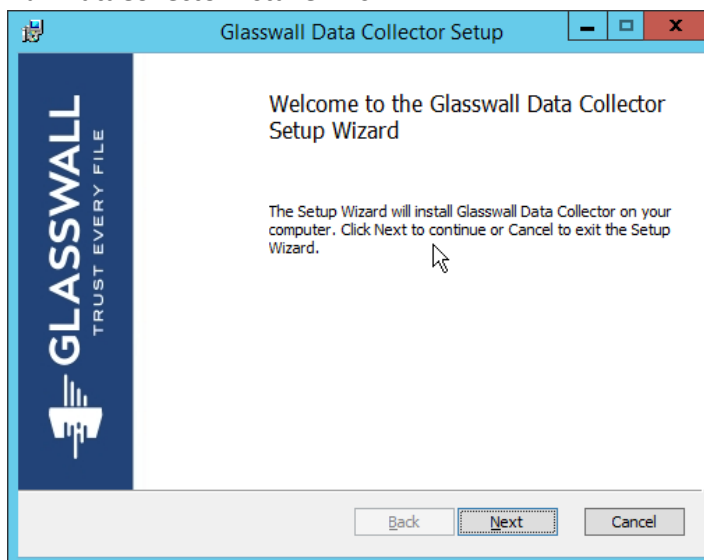 Glasswall Data Collector Setup
GLASSWALL
TRUST EVERY FILE
Welcome to the Glasswall Data Collector
Setup Wizard
The Setup Wizard will install Glasswall Data Collector on your
computer. Click Next to continue or Cancel to exit the Setup
Wizard.
Back Next Cancel